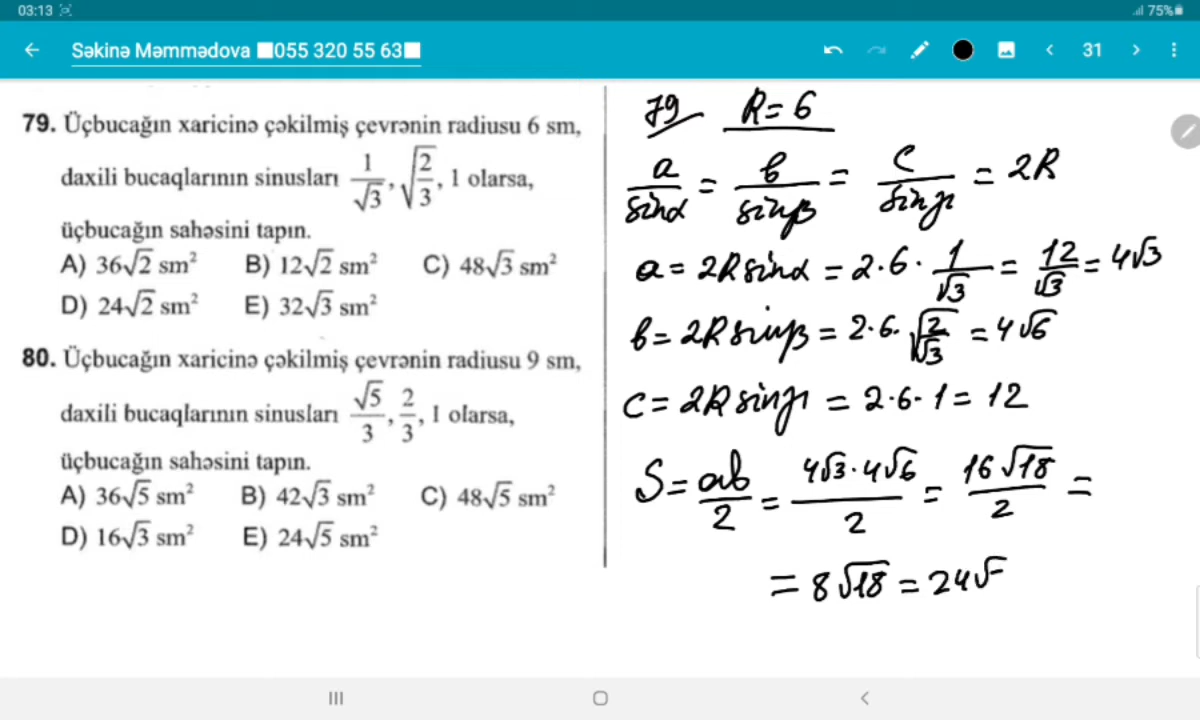 03:13
75%
Səkinə Məmmədova 055 320 55 63
31
79. Üçbucağın xaricinə çəkilmiş çevrənin radiusu 6 sm,
daxili bucaqlarının sinusları 1/√3, √(2/3), 1 olarsa,
üçbucağın sahəsini tapın.
A) 36√2 sm² B) 12√2 sm² C) 48√3 sm²
D) 24√2 sm² E) 32√3 sm²
80. Üçbucağın xaricinə çəkilmiş çevrənin radiusu 9 sm,
daxili bucaqlarının sinusları √5/3, 2/3, 1 olarsa,
üçbucağın sahəsini tapın.
A) 36√5 sm² B) 42√3 sm² C) 48√5 sm²
D) 16√3 sm² E) 24√5 sm²
79 R=6
a/sinα = b/sinβ = c/sinγ = 2R
a = 2R sinα = 2·6·1/√3 = 12/√3 = 4√3
b = 2R sinβ = 2·6·√(2/√3) = 4√6
c = 2R sinγ = 2·6·1 = 12
S = ab/2 = 4√3·4√6/2 = 16√18/2 =
= 8√18 = 24√